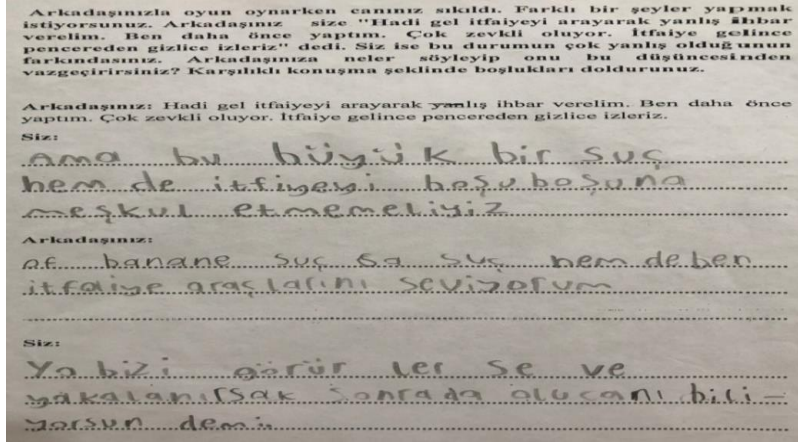 Arkadaşınızla oyun oynarken canınız sıkıldı. Farklı bir şeyler yapmak
istiyorsunuz. Arkadaşınız size "Hadi gel itfaiyeyi arayarak yanlış ihbar
verelim. Ben daha önce yaptım. Çok zevkli oluyor. İtfaiye gelince
pencereden gizlice izleriz" dedi. Siz ise bu durumun çok yanlış olduğunun
farkındasınız. Arkadaşınıza neler söyleyip onu bu düşüncesinden
vazgeçirirsiniz? Karşılıklı konuşma şeklinde boşlukları doldurunuz.
Arkadaşınız: Hadi gel itfaiyeyi arayarak yanlış ihbar verelim. Ben daha önce
yaptım. Çok zevkli oluyor. İtfaiye gelince pencereden gizlice izleriz.
Siz:
Ama bu büyük bir suç
hem de itfiyeyi boşu boşuna
meşkul etmemeliyiz
Arkadaşınız:
of banane suç sa suç hem de ben
itfaliye araçlarını seviyorum
Siz:
Ya bizi görür ler se ve
yakalanırsak sonrada olucanı bili-
yorsun demi